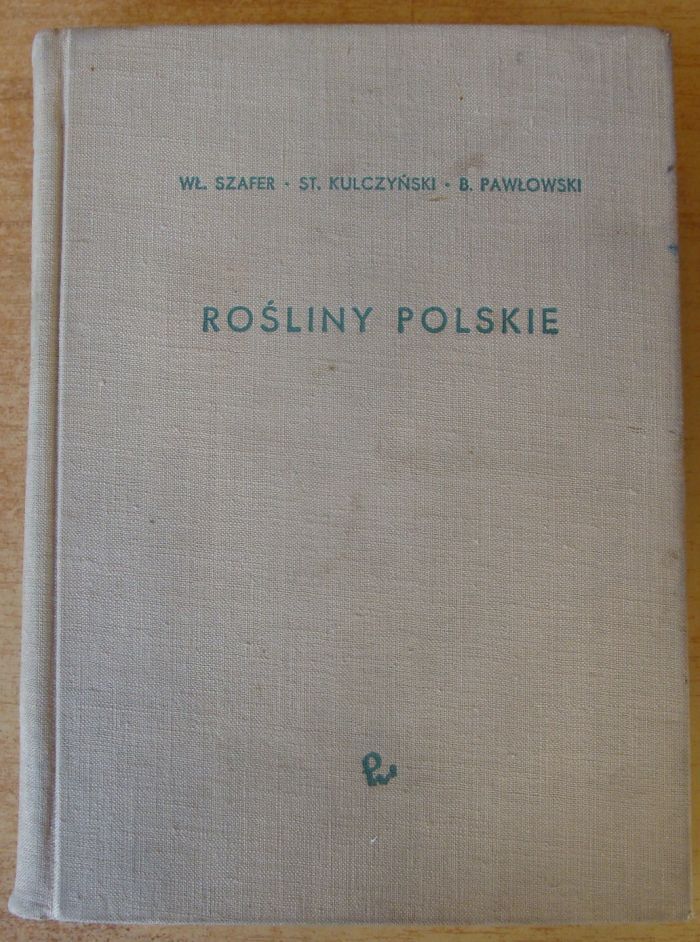 WŁ. SZAFER · ST. KULCZYŃSKI · B. PAWŁOWSKI
ROŚLINY POLSKIE